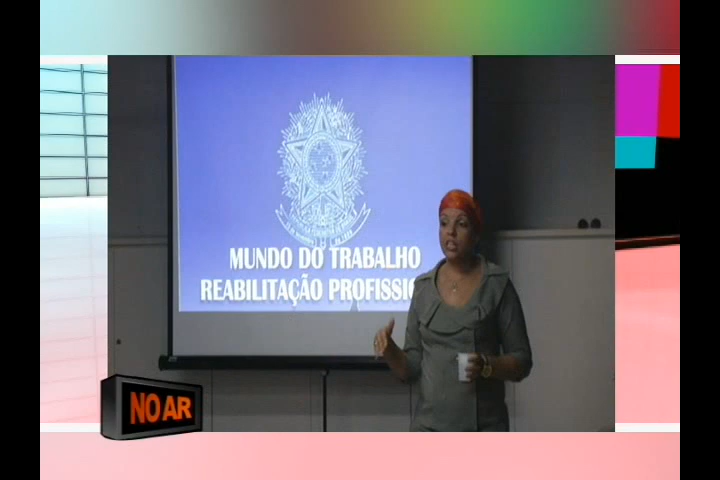 MUNDO DO TRABALHO
REABILITAÇÃO PROFISSI
NO AR